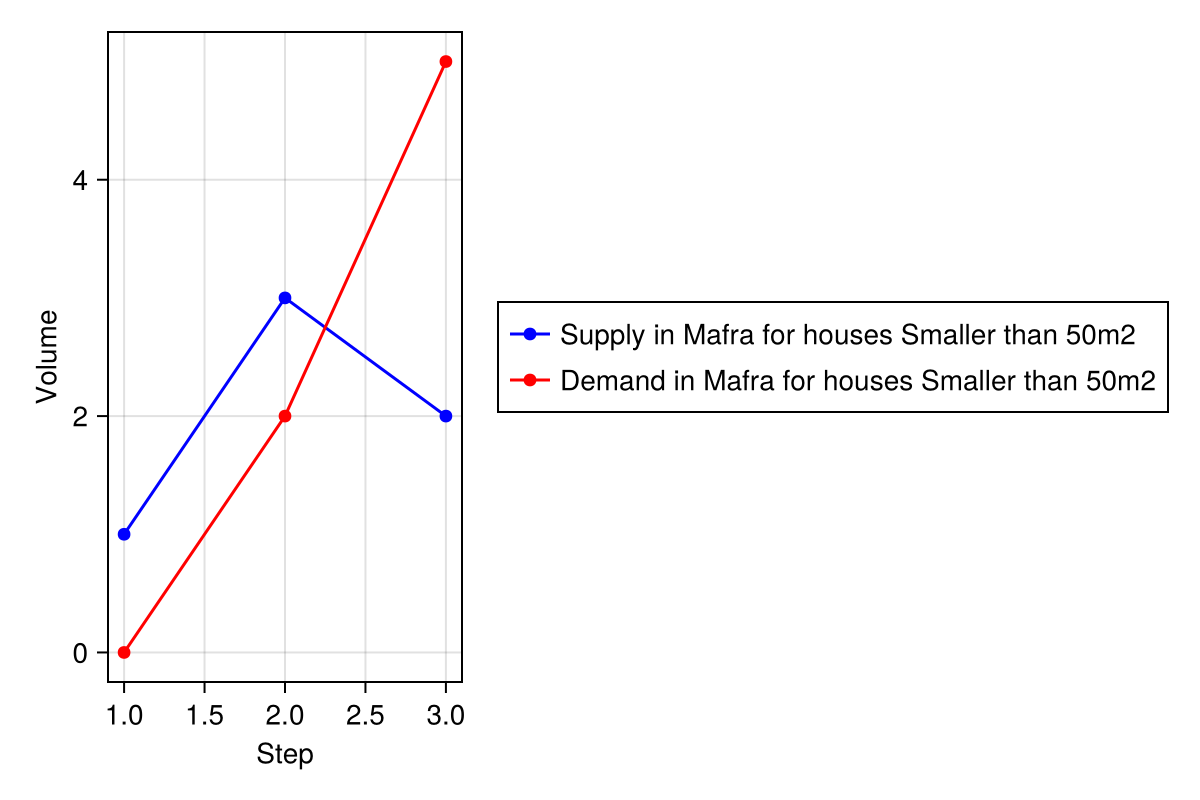 4
2
0
Volume
1.0 1.5 2.0 2.5 3.0
Step
Supply in Mafra for houses Smaller than 50m2
Demand in Mafra for houses Smaller than 50m2